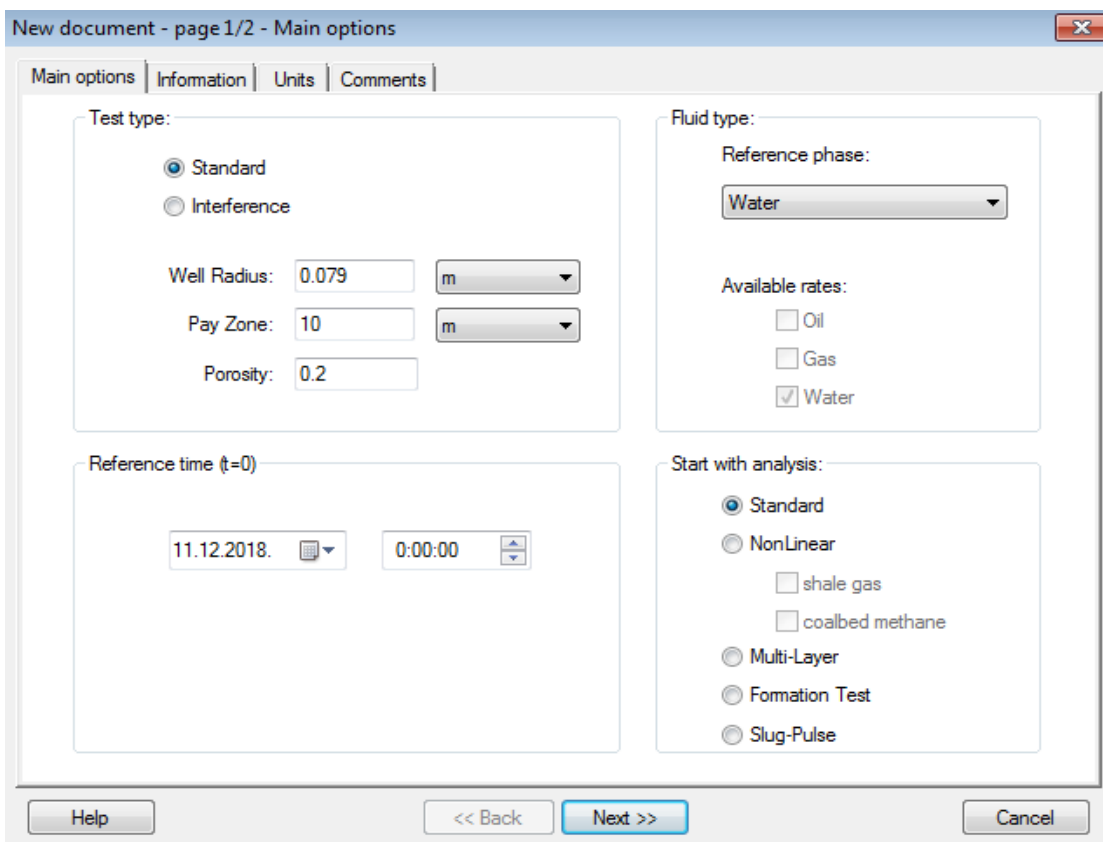 New document - page 1/2 - Main options
Main options Information Units Comments
Test type:
Standard
Interference
Well Radius: 0.079 m
Pay Zone: 10 m
Porosity: 0.2
Fluid type:
Reference phase:
Water
Available rates:
Oil
Gas
Water
Reference time (t=0)
11.12.2018. 0:00:00
Start with analysis:
Standard
NonLinear
shale gas
coalbed methane
Multi-Layer
Formation Test
Slug-Pulse
Help << Back Next >> Cancel